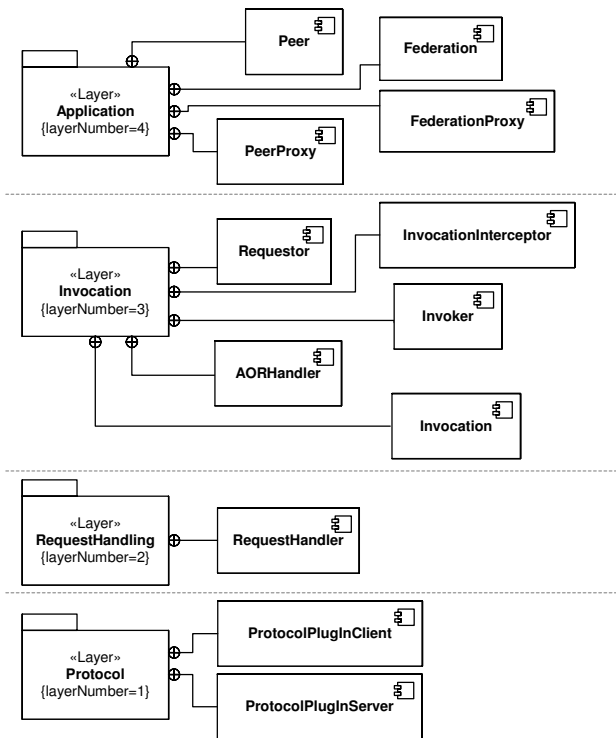 Peer
Federation
«Layer»
Application
{layerNumber=4}
FederationProxy
PeerProxy
InvocationInterceptor
Requestor
«Layer»
Invocation
{layerNumber=3}
Invoker
AORHandler
Invocation
«Layer»
RequestHandling
{layerNumber=2}
RequestHandler
ProtocolPlugInClient
«Layer»
Protocol
{layerNumber=1}
ProtocolPlugInServer